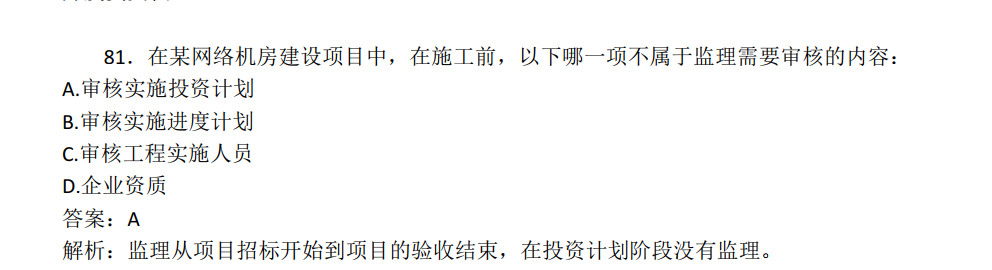 81．在某网络机房建设项目中，在施工前，以下哪一项不属于监理需要审核的内容：
A.审核实施投资计划
B.审核实施进度计划
C.审核工程实施人员
D.企业资质
答案：A
解析：监理从项目招标开始到项目的验收结束，在投资计划阶段没有监理。